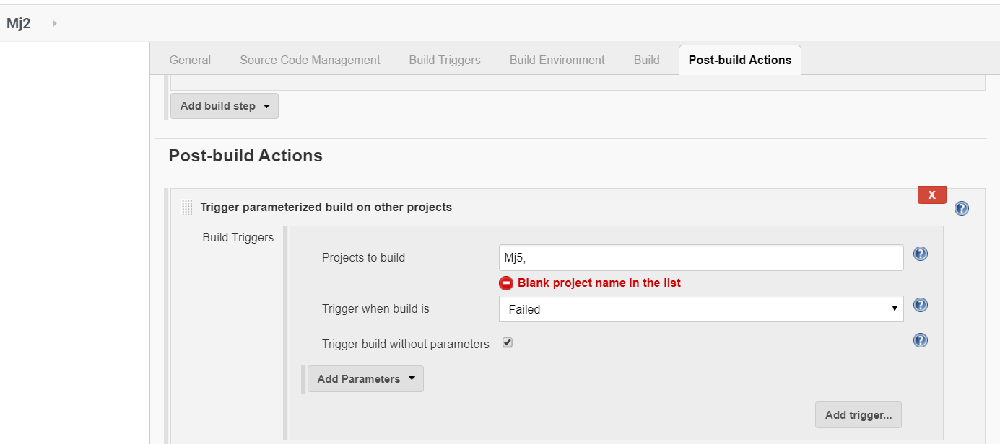 Mj2
General Source Code Management Build Triggers Build Environment Build Post-build Actions
Add build step
Post-build Actions
X
Trigger parameterized build on other projects
?
Build Triggers
Projects to build Mj5, ?
Blank project name in the list
Trigger when build is Failed ?
Trigger build without parameters ?
Add Parameters
Add trigger...